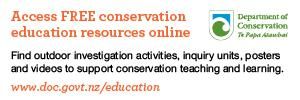 Access FREE conservation
education resources online
Department of
Conservation
Te Papa Atawhai
Find outdoor investigation activities, inquiry units, posters
and videos to support conservation teaching and learning.
www.doc.govt.nz/education